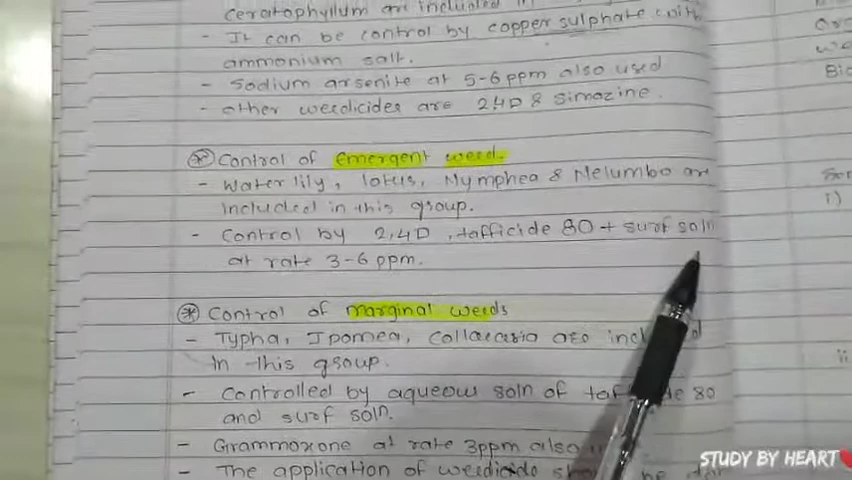 ceratophyllum are included in
- It can be control by copper sulphate with
ammonium salt.
- Sodium arsenite at 5-6 ppm also used
- other weedicides are 2,4D & simazine.
* Control of emergent weed.
- Water lily, lotus, Nymphea & Nelumbo are
included in this group.
- Control by 2,4D, tafficide 80 + surf soln
at rate 3-6 ppm.
* Control of marginal weeds
- Typha, Ipomea, Collacasia are
in this group.
- Controlled by aqueous soln of 80
and surf soln.
- Grammoxone at rate 3ppm also
- The application of weedicide be
i)
ii
STUDY BY HEART